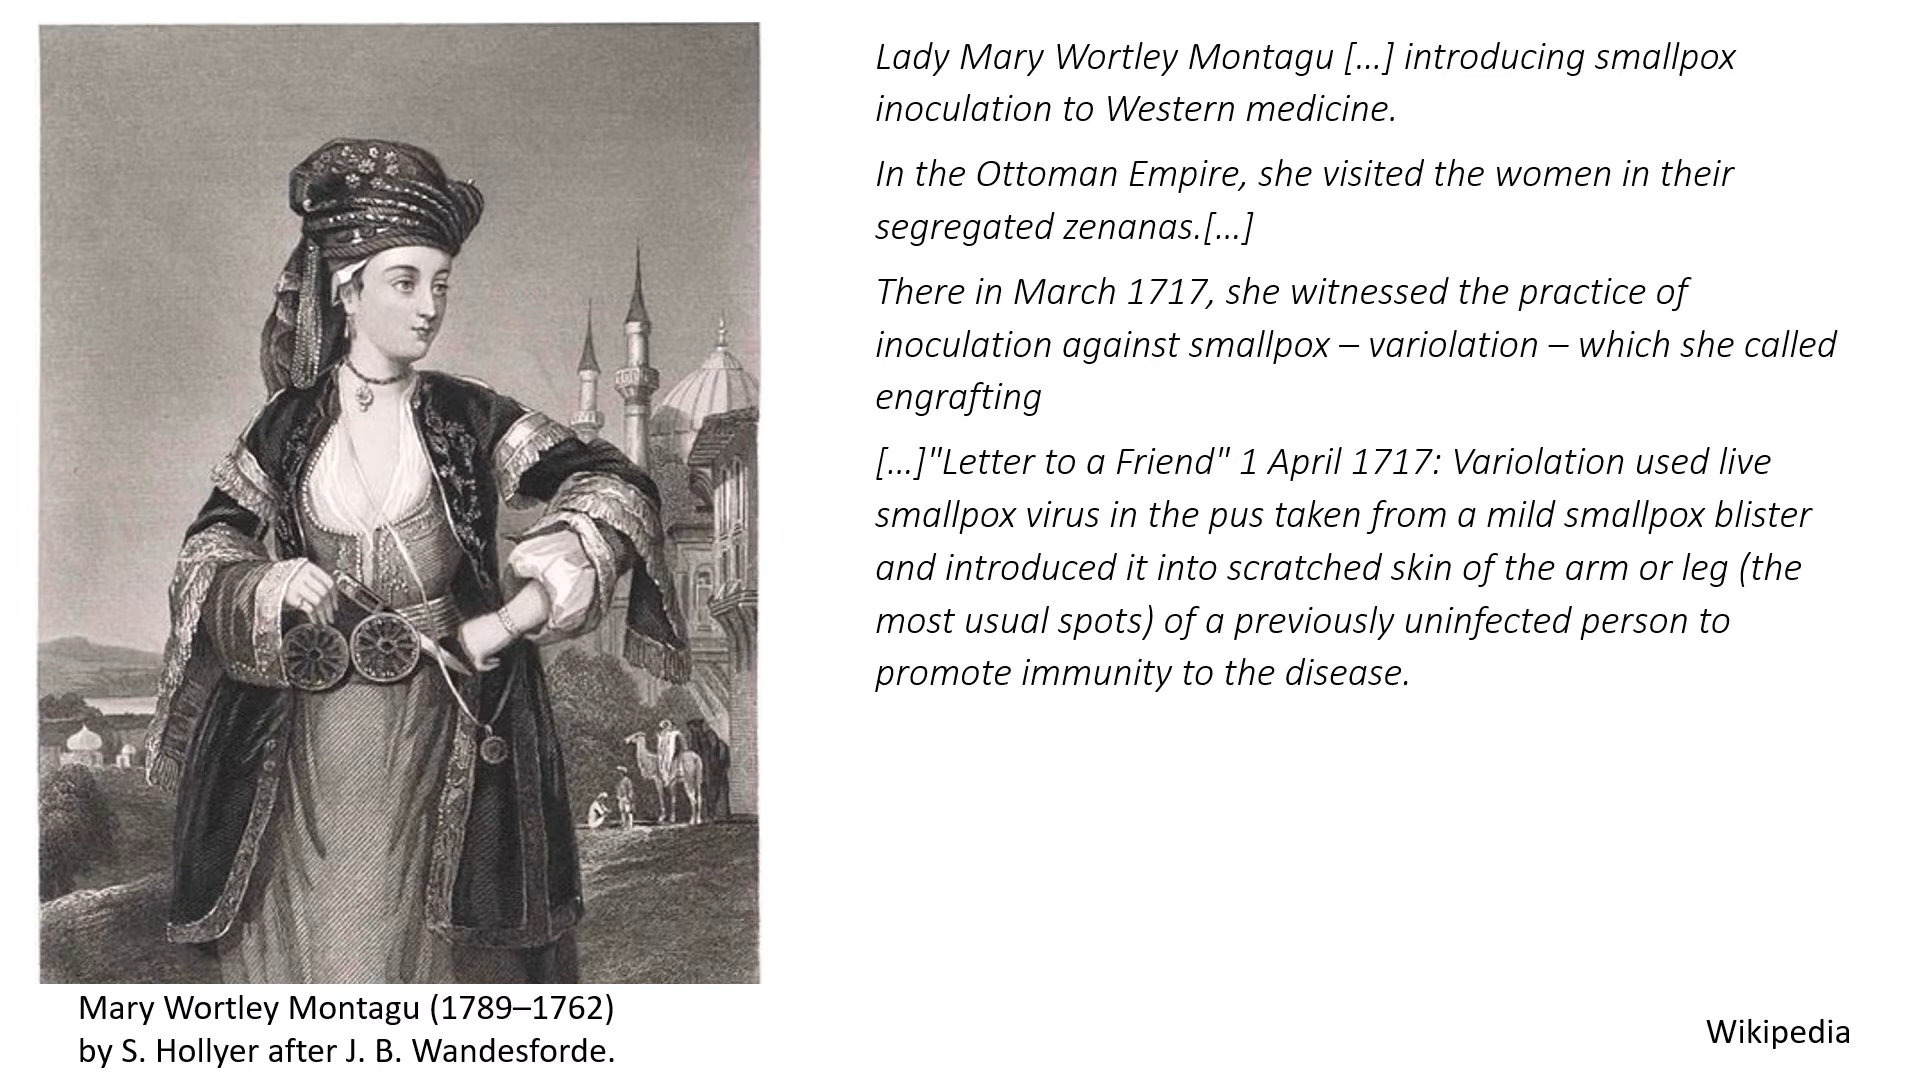 Lady Mary Wortley Montagu [...] introducing smallpox
inoculation to Western medicine.
In the Ottoman Empire, she visited the women in their
segregated zenanas.[...]
There in March 1717, she witnessed the practice of
inoculation against smallpox – variolation – which she called
engrafting
[...]"Letter to a Friend" 1 April 1717: Variolation used live
smallpox virus in the pus taken from a mild smallpox blister
and introduced it into scratched skin of the arm or leg (the
most usual spots) of a previously uninfected person to
promote immunity to the disease.
Mary Wortley Montagu (1789–1762)
by S. Hollyer after J. B. Wandesforde.
Wikipedia